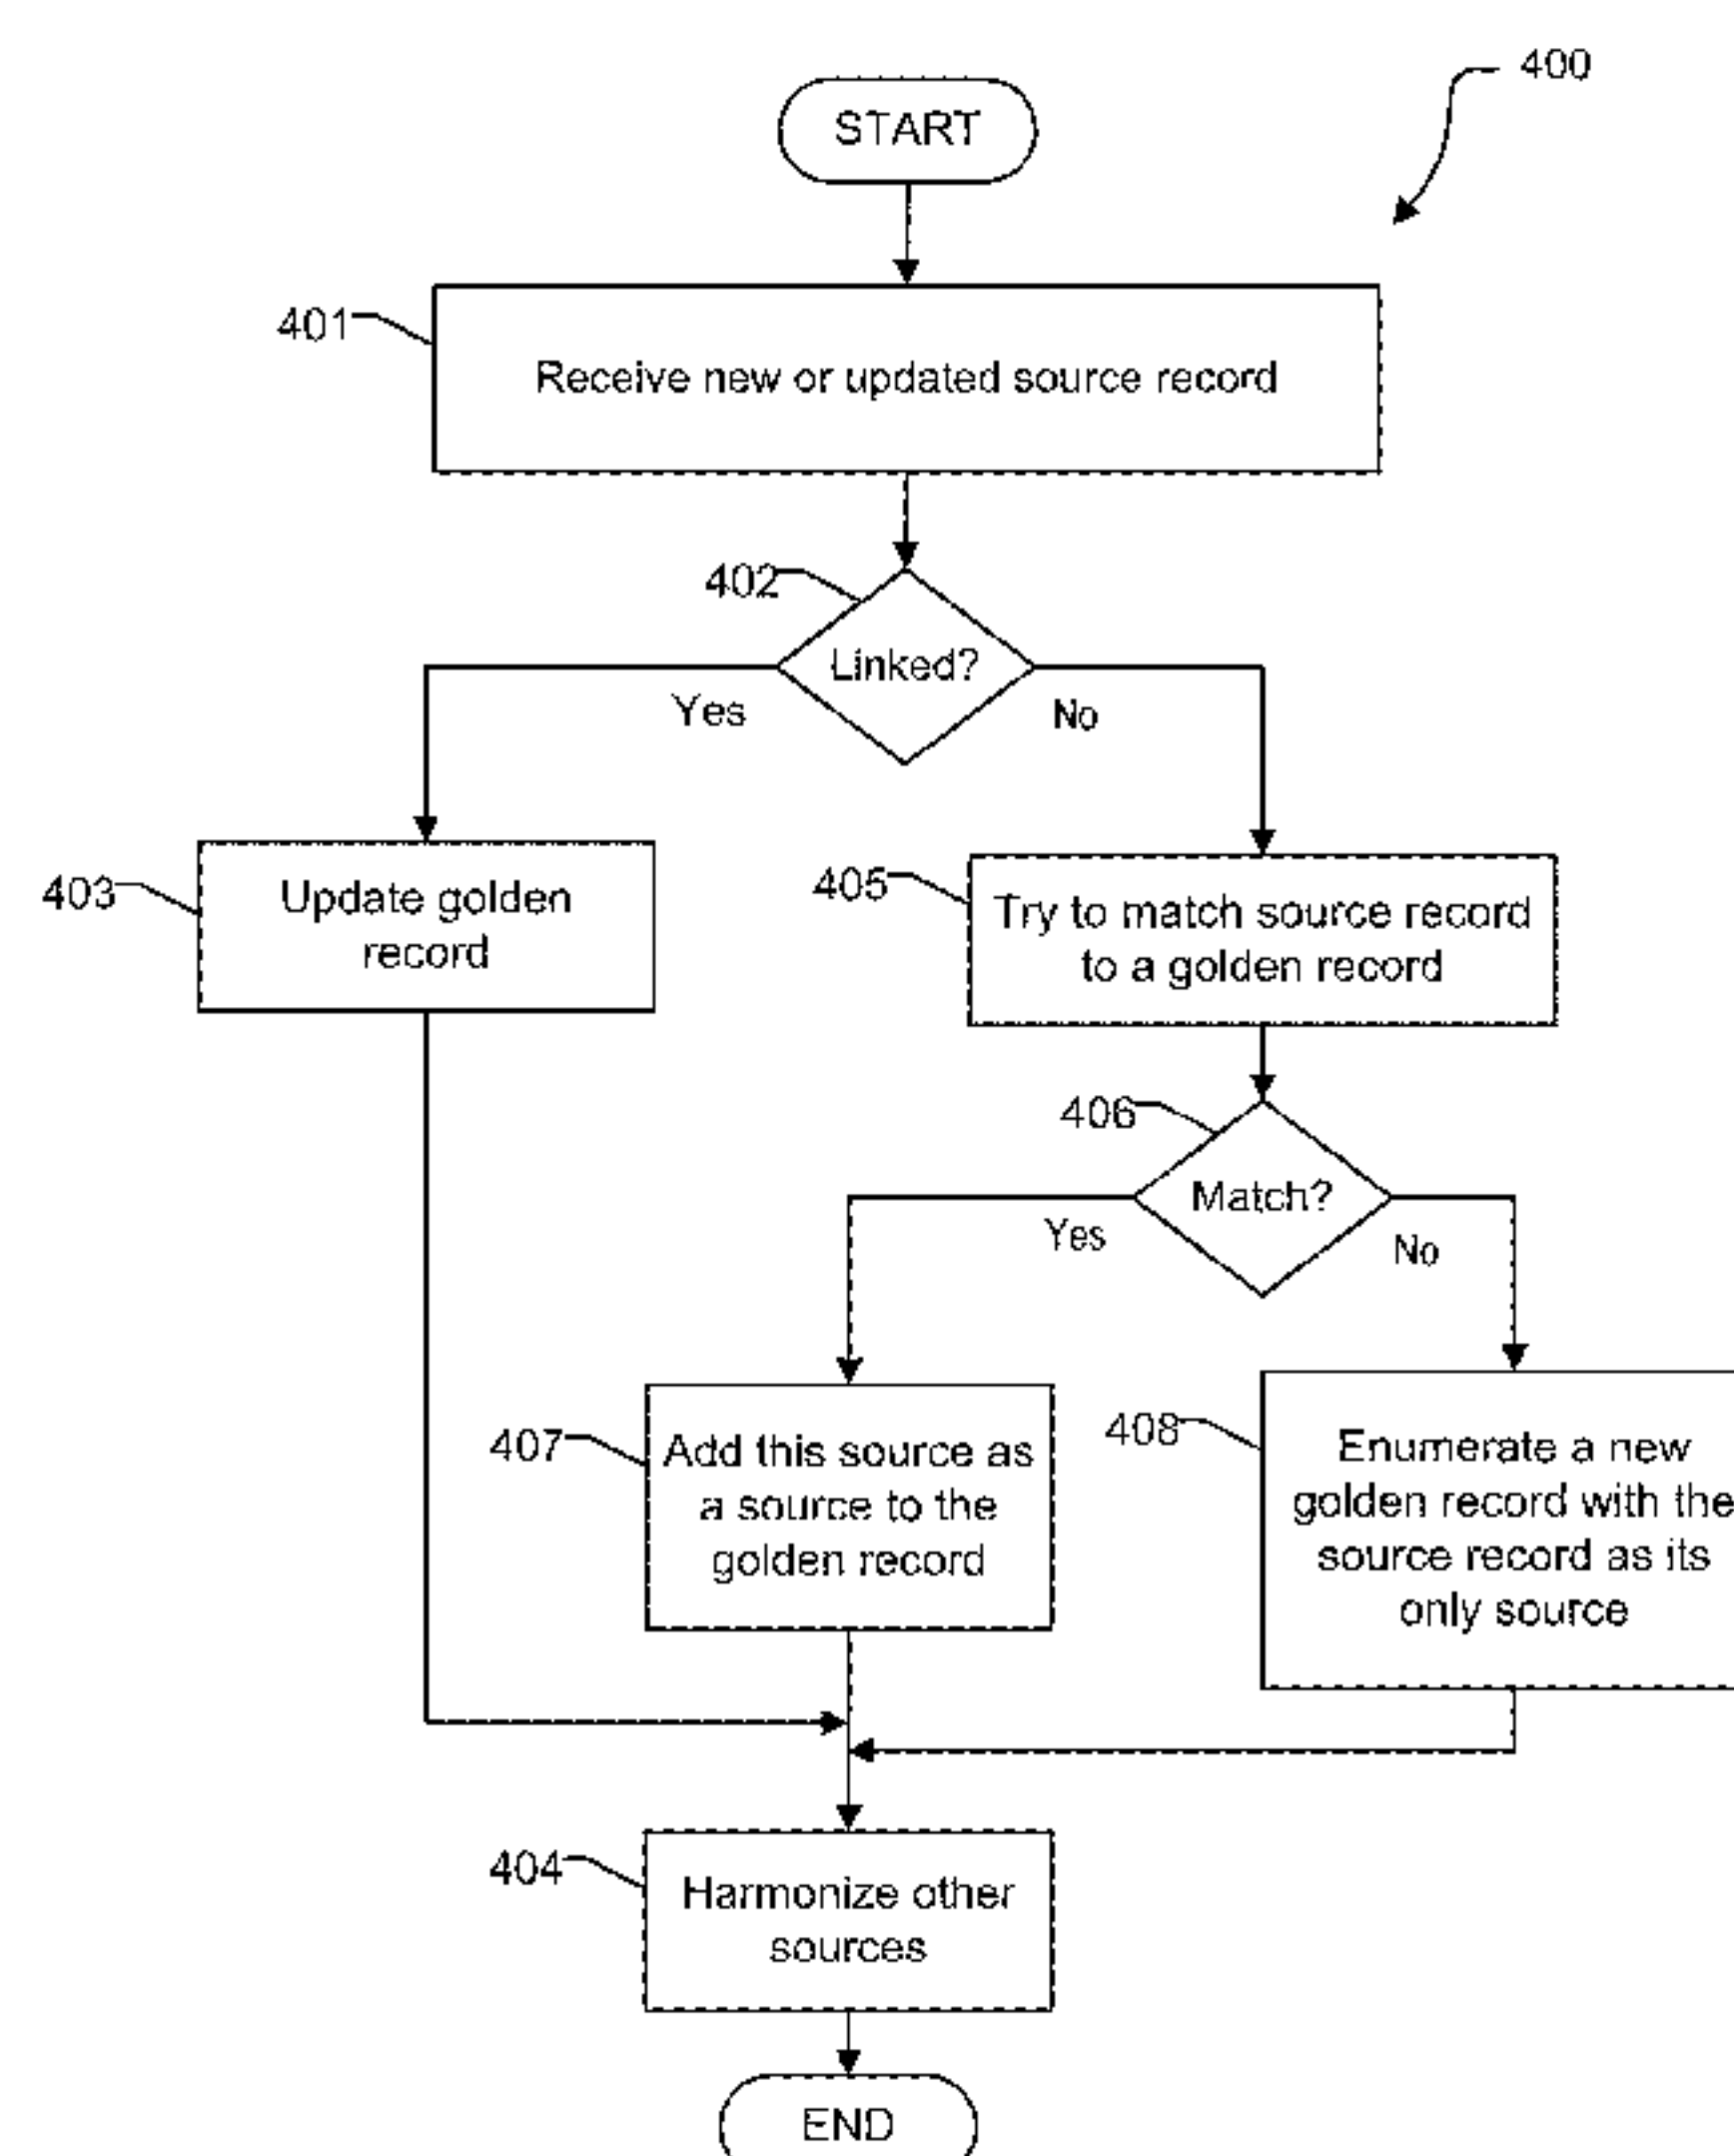 400
START
401
Receive new or updated source record
402
Linked?
Yes
No
403
Update golden
record
405
Try to match source record
to a golden record
406
Match?
Yes
No
407
Add this source as
a source to the
golden record
408
Enumerate a new
golden record with the
source record as its
only source
404
Harmonize other
sources
END